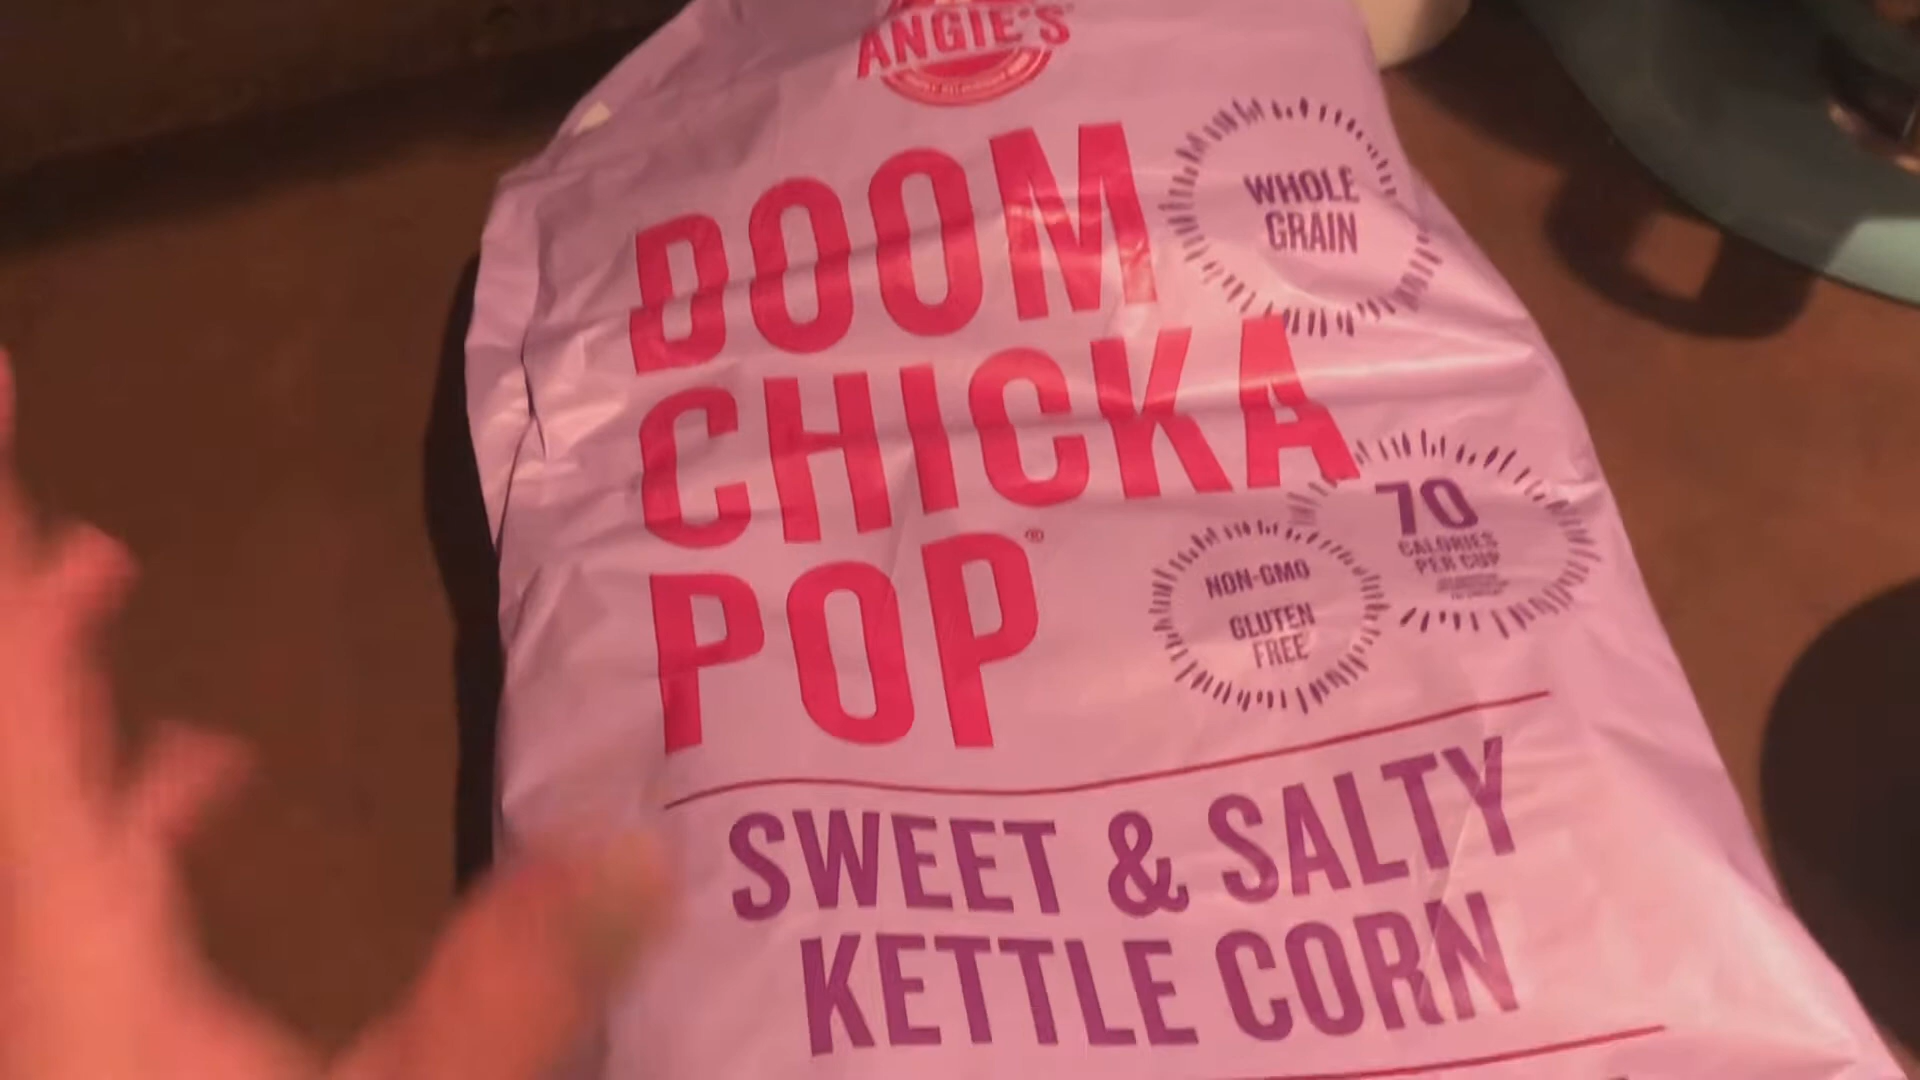 ANGIE'S
BOOM
CHICKA
POP®
WHOLE
GRAIN
70
CALORIES
PER CUP
NON-GMO
GLUTEN
FREE
SWEET & SALTY
KETTLE CORN